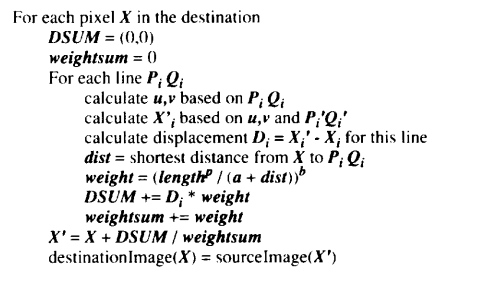 For each pixel X in the destination
DSUM = (0,0)
weightsum = 0
For each line Pi Qi
calculate u,v based on Pi Qi
calculate X'i based on u,v and Pi'Qi'
calculate displacement Di = Xi' - Xi for this line
dist = shortest distance from X to Pi Qi
weight = (length^p / (a + dist))^b
DSUM += Di * weight
weightsum += weight
X' = X + DSUM / weightsum
destinationImage(X) = sourceImage(X')